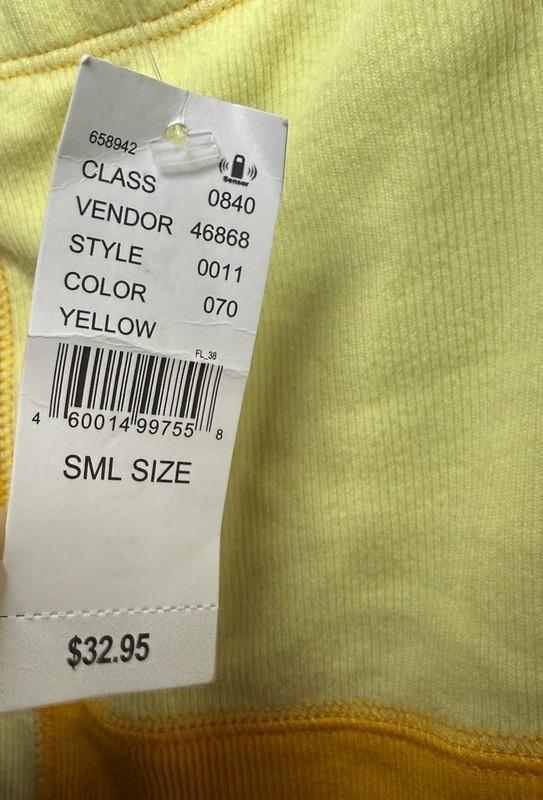 658942
Sensor
CLASS 0840
VENDOR 46868
STYLE 0011
COLOR 070
YELLOW
FL_38
4 60014 99755 8
SML SIZE
$32.95